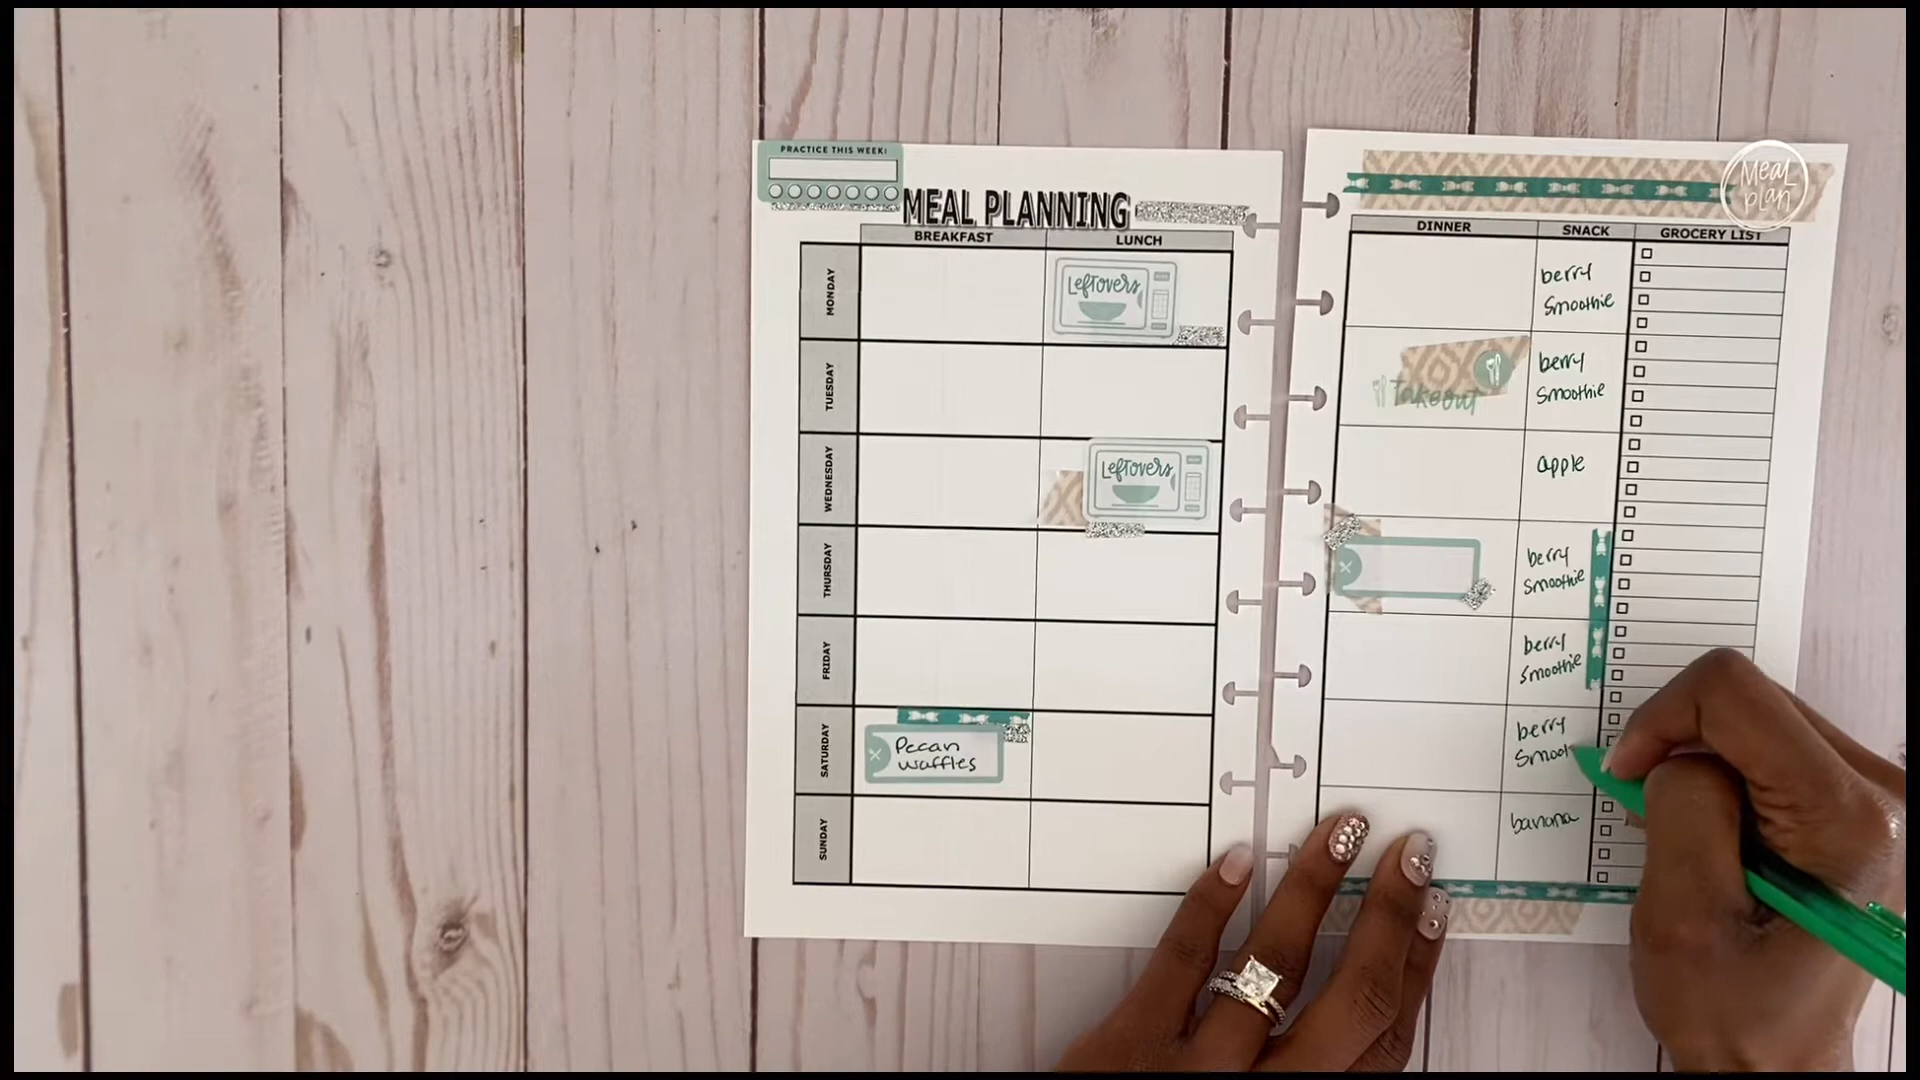 PRACTICE THIS WEEK:
MEAL PLANNING
BREAKFAST
LUNCH
MONDAY
Leftovers
TUESDAY
WEDNESDAY
Leftovers
THURSDAY
FRIDAY
SATURDAY
Pecan
waffles
SUNDAY
Meal
plan
DINNER
SNACK
GROCERY LIST
berry
Smoothie
Takeout
berry
Smoothie
apple
berry
Smoothie
berry
smoothie
berry
Smoot
banana